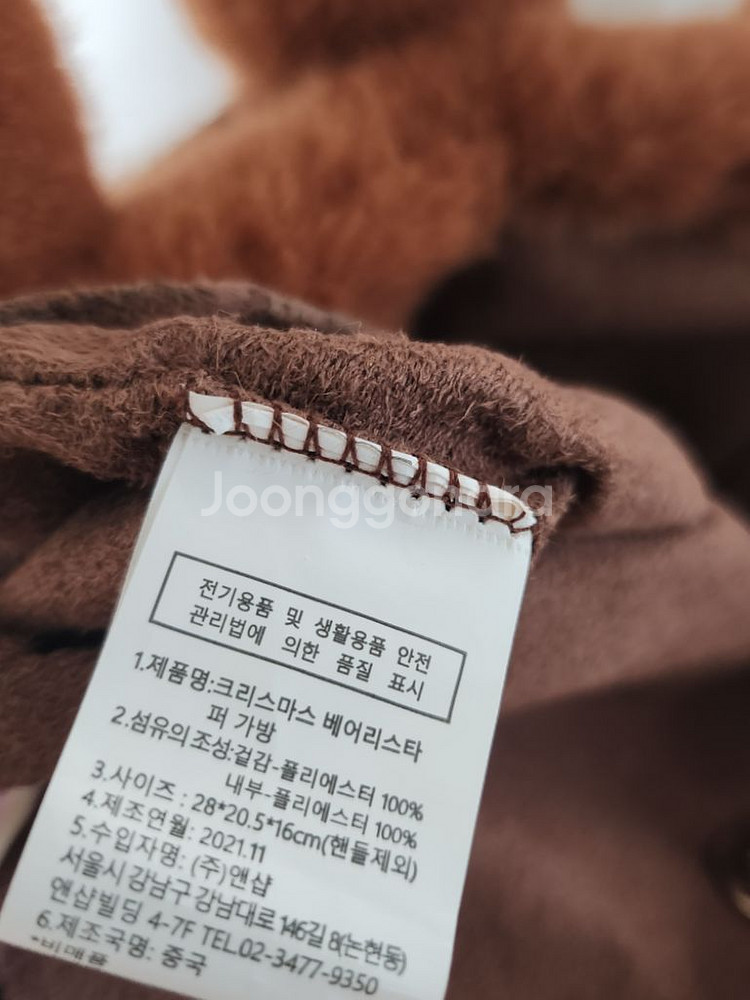 Joonggonara
전기용품 및 생활용품 안전
관리법에 의한 품질 표시
1.제품명:크리스마스 베어리스타
퍼 가방
2.섬유의조성:겉감-폴리에스터 100%
내부-폴리에스터 100%
3.사이즈 : 28*20.5*16cm(핸들제외)
4.제조연월: 2021.11
5.수입자명: (주)앤샵
서울시 강남구 강남대로 146길 8(논현동)
앤샵빌딩 4-7F TEL.02-3477-9350
6.제조국명: 중국
*비매품